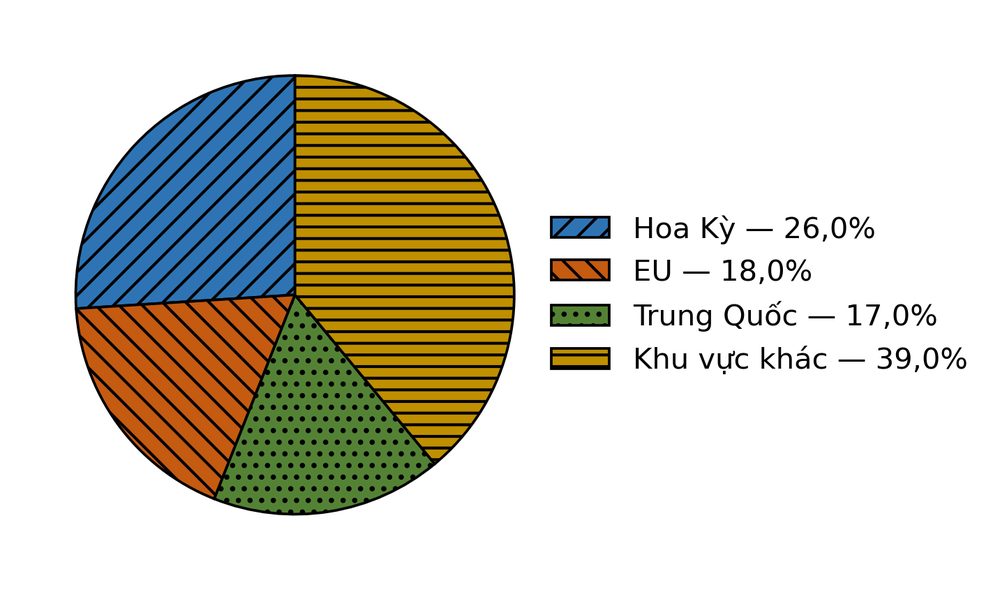 Hoa Kỳ — 26,0%
EU — 18,0%
Trung Quốc — 17,0%
Khu vực khác — 39,0%